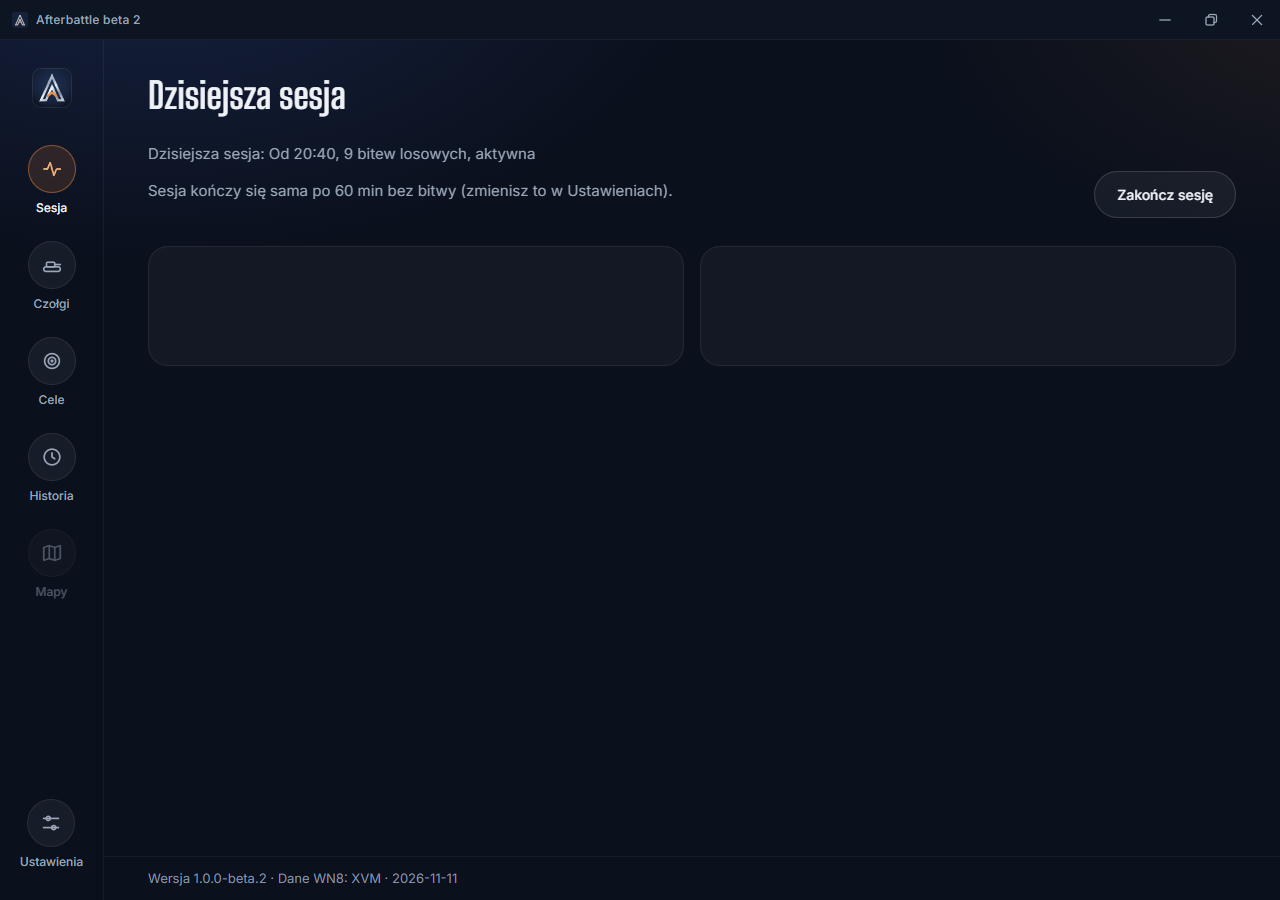 Afterbattle beta 2
Dzisiejsza sesja
Dzisiejsza sesja: Od 20:40, 9 bitew losowych, aktywna
Sesja kończy się sama po 60 min bez bitwy (zmienisz to w Ustawieniach).
Zakończ sesję
Sesja
Czołgi
Cele
Historia
Mapy
Ustawienia
Wersja 1.0.0-beta.2 · Dane WN8: XVM · 2026-11-11